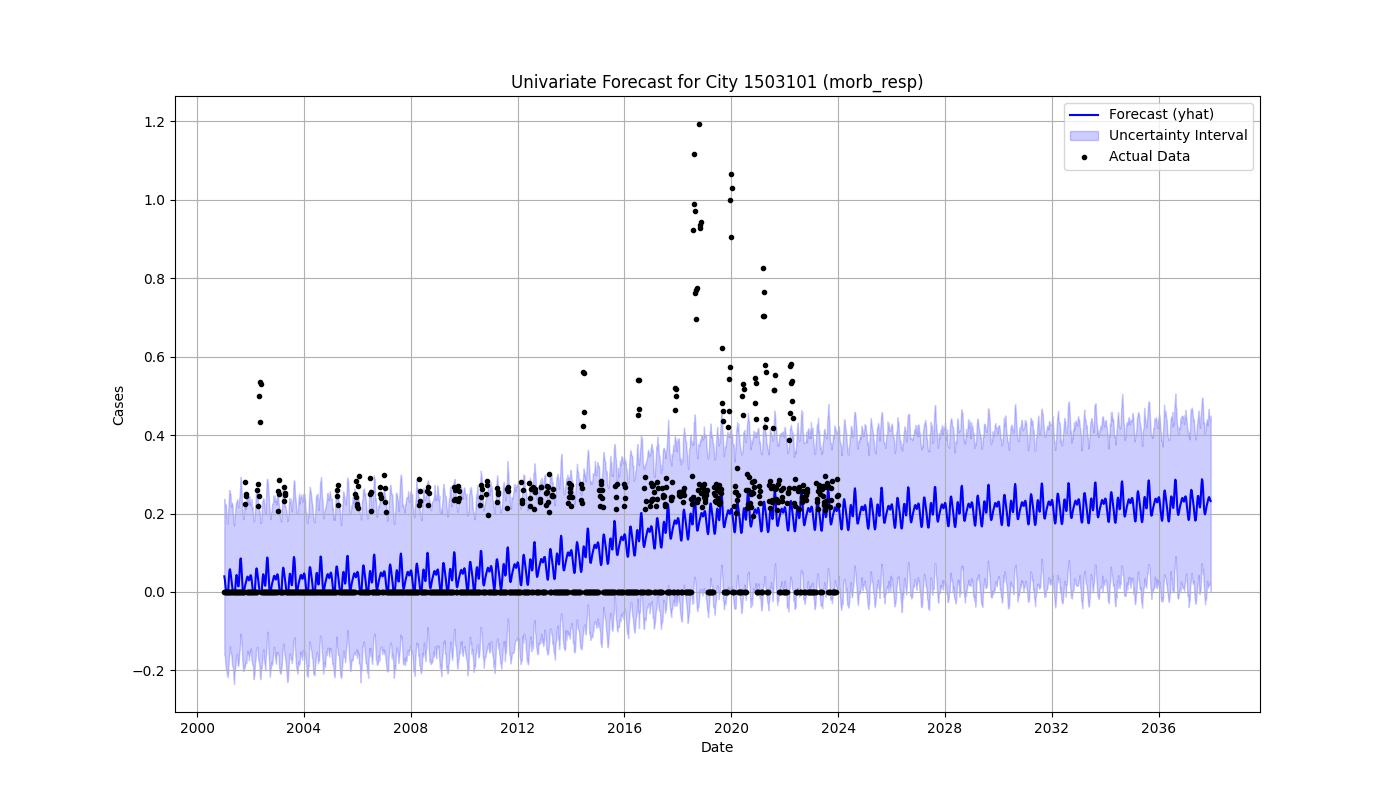 Univariate Forecast for City 1503101 (morb_resp)
Forecast (yhat)
Uncertainty Interval
Actual Data
1.2
1.0
0.8
0.6
0.4
0.2
0.0
−0.2
Cases
2000 2004 2008 2012 2016 2020 2024 2028 2032 2036
Date